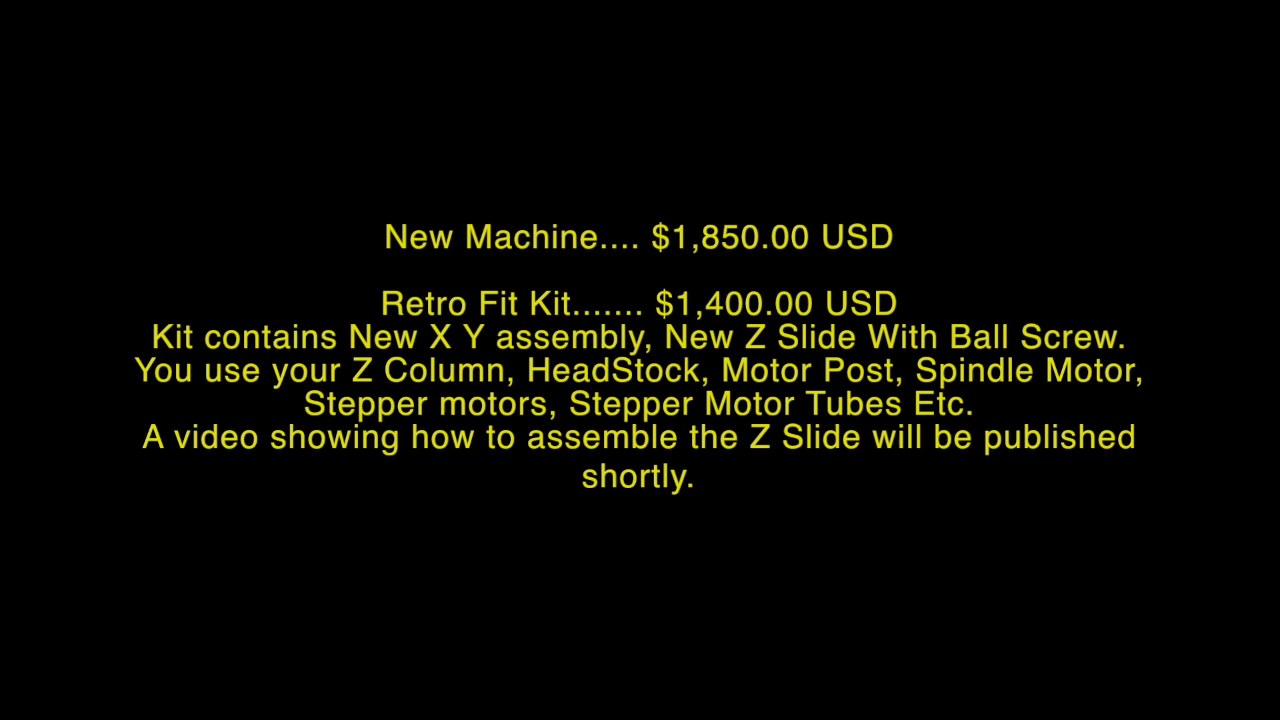 New Machine.... $1,850.00 USD
Retro Fit Kit....... $1,400.00 USD
Kit contains New X Y assembly, New Z Slide With Ball Screw.
You use your Z Column, HeadStock, Motor Post, Spindle Motor,
Stepper motors, Stepper Motor Tubes Etc.
A video showing how to assemble the Z Slide will be published
shortly.